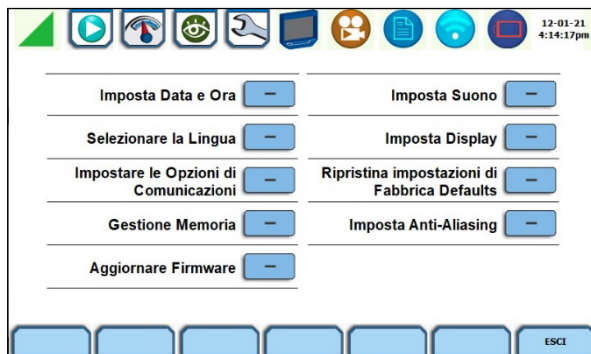 12-01-21
4:14:17pm
Imposta Data e Ora
Imposta Suono
Selezionare la Lingua
Imposta Display
Impostare le Opzioni di
Comunicazioni
Ripristina impostazioni di
Fabbrica Defaults
Gestione Memoria
Imposta Anti-Aliasing
Aggiornare Firmware
ESCI